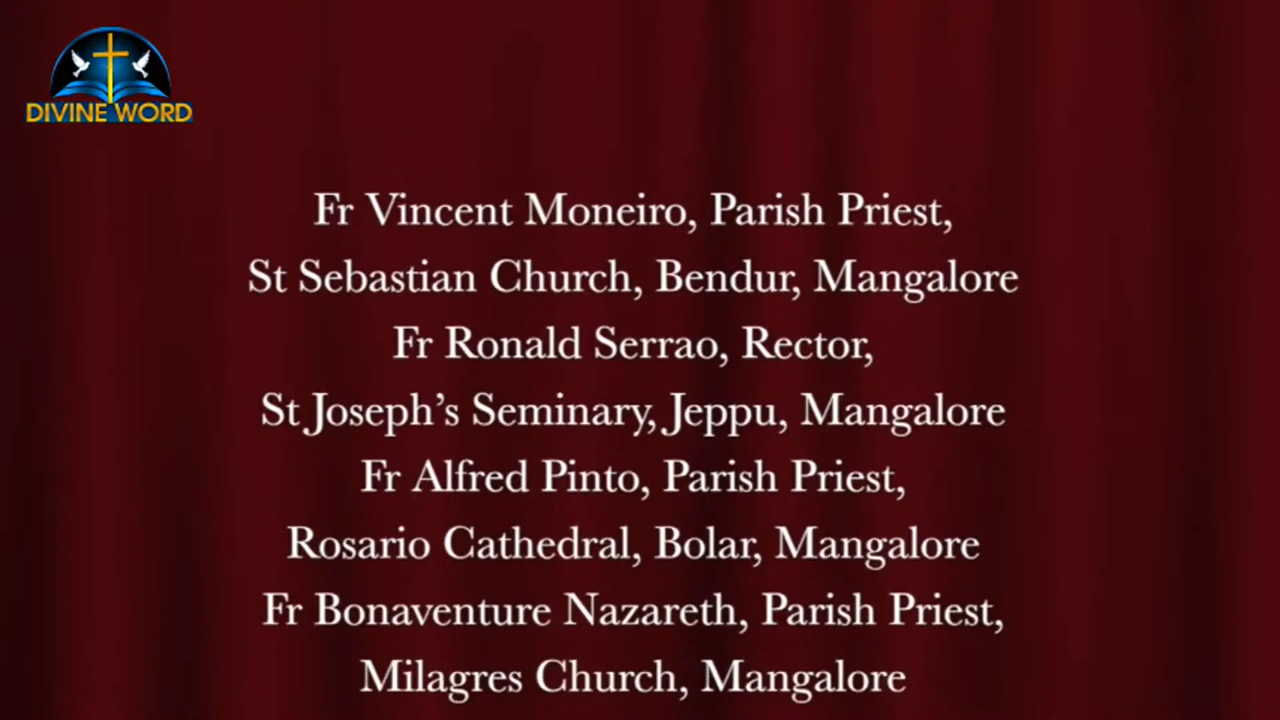 DIVINE WORD
Fr Vincent Moneiro, Parish Priest,
St Sebastian Church, Bendur, Mangalore
Fr Ronald Serrao, Rector,
St Joseph's Seminary, Jeppu, Mangalore
Fr Alfred Pinto, Parish Priest,
Rosario Cathedral, Bolar, Mangalore
Fr Bonaventure Nazareth, Parish Priest,
Milagres Church, Mangalore